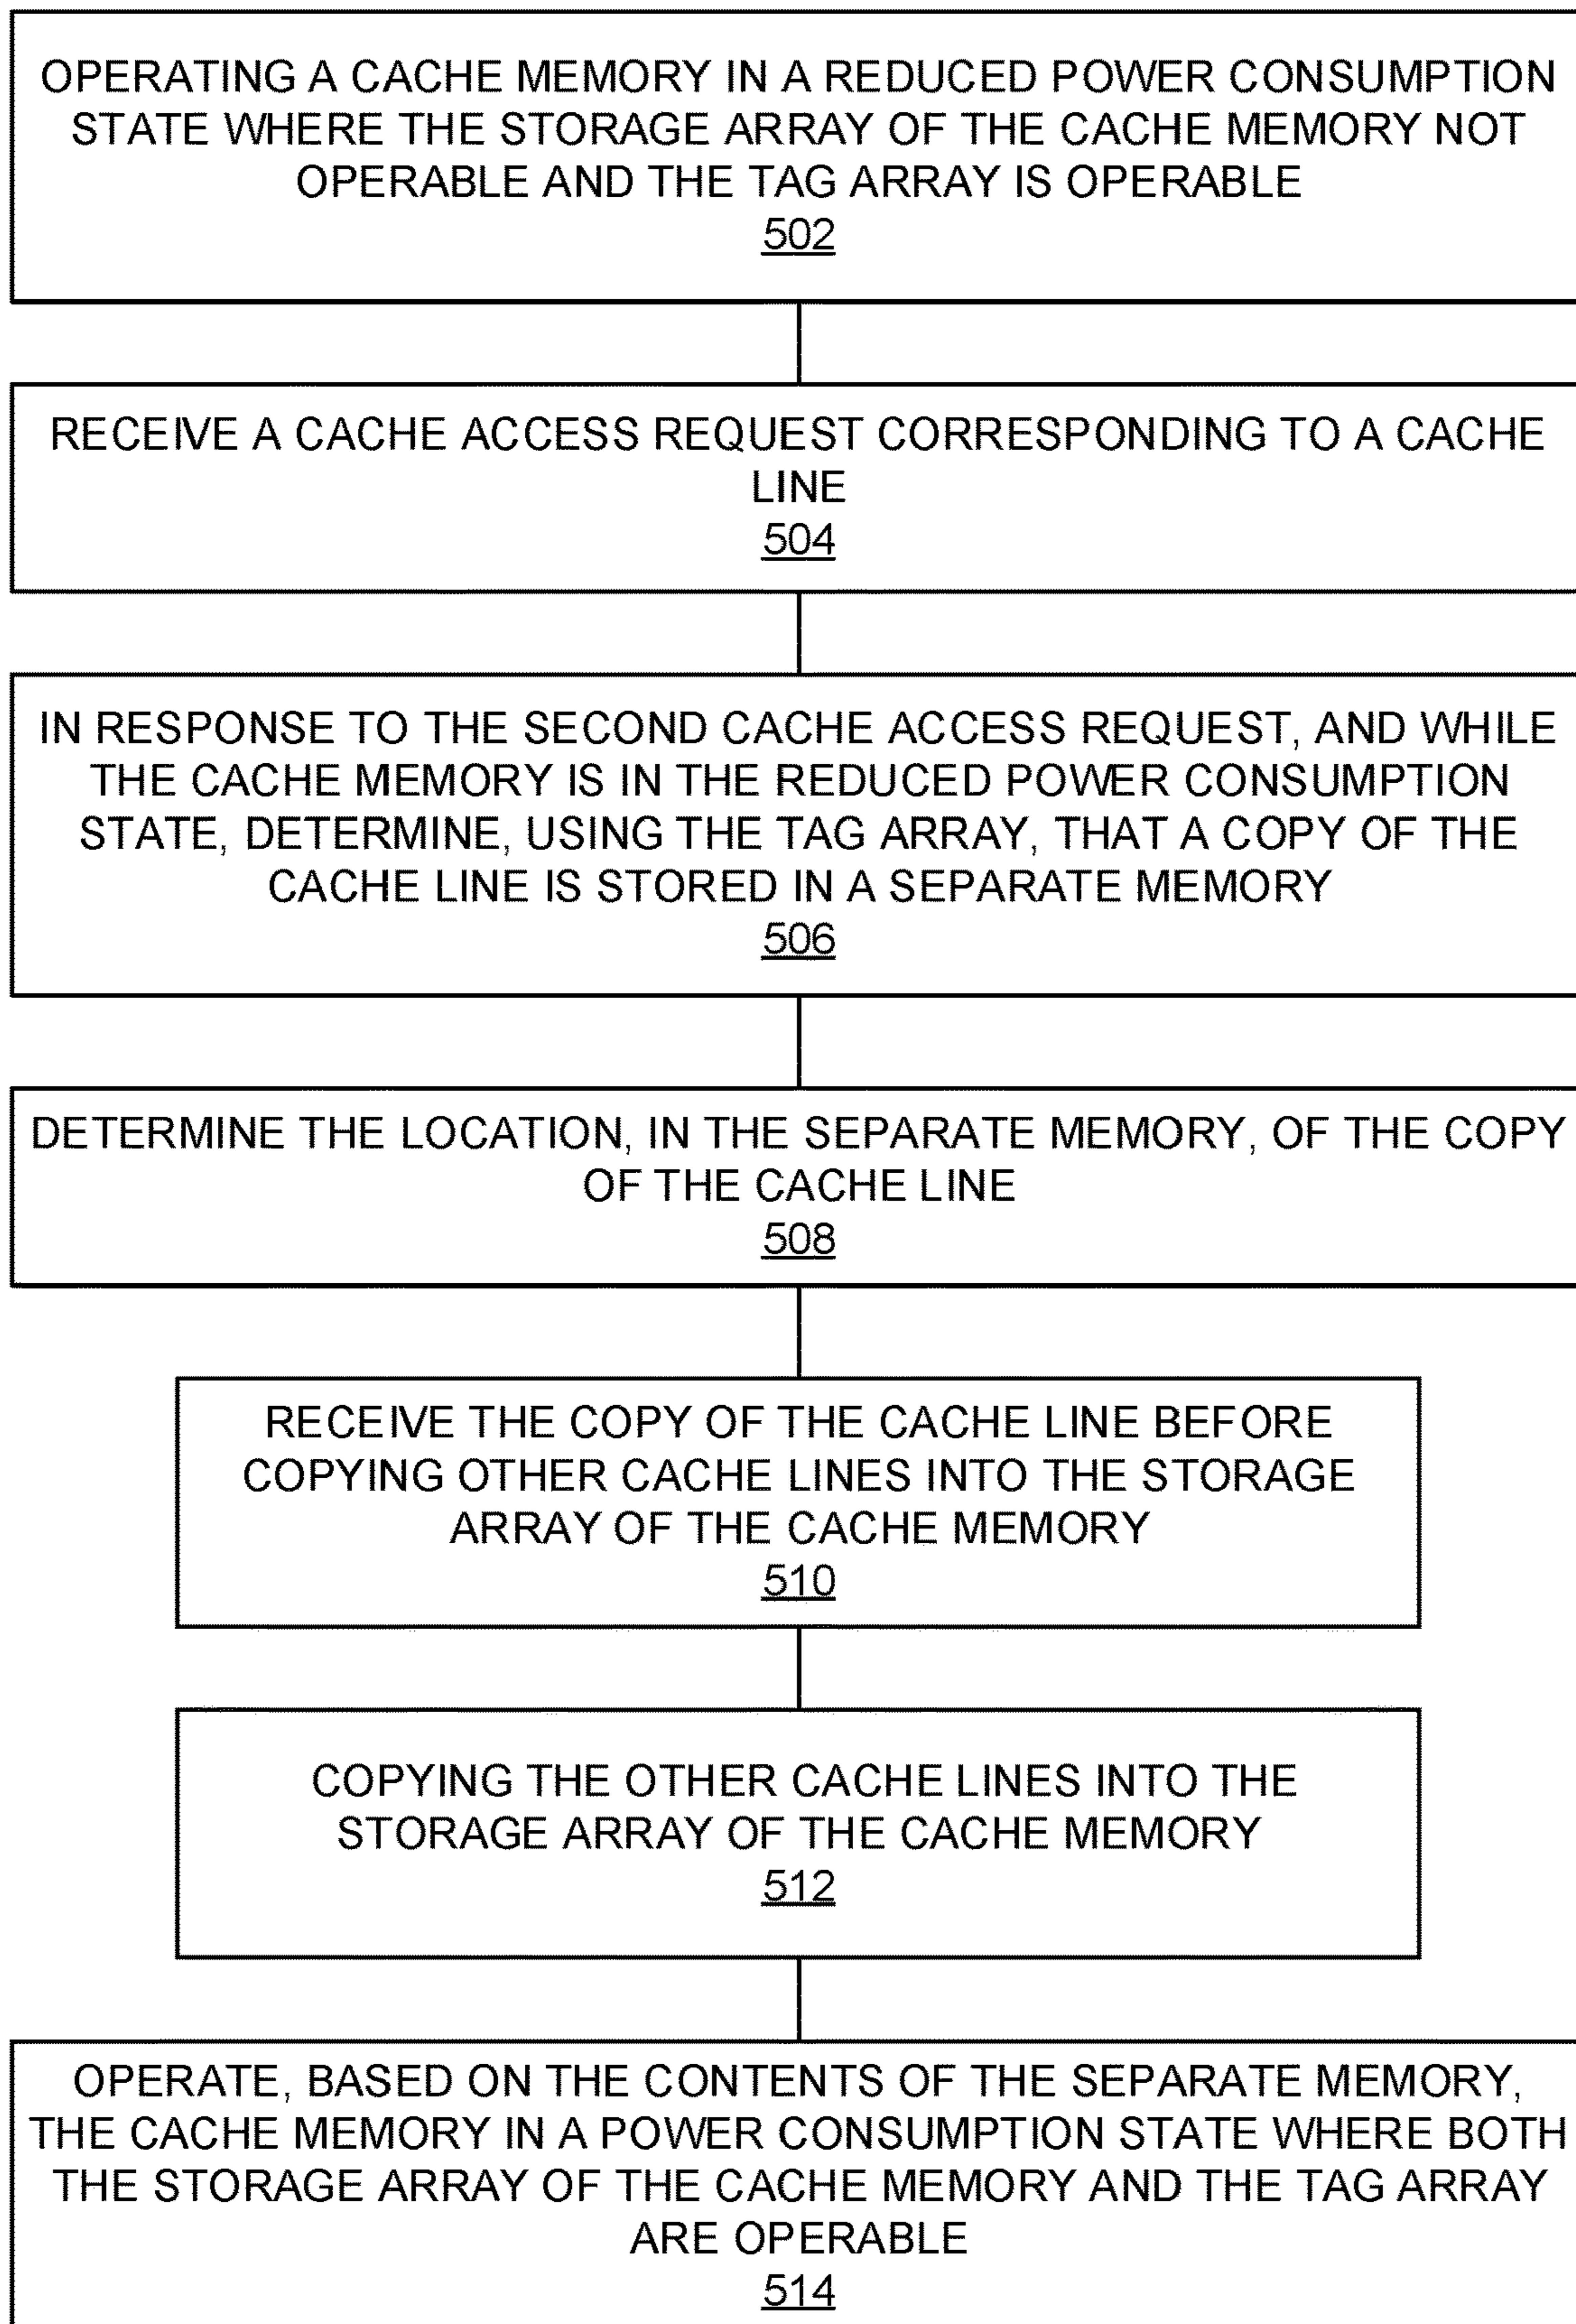 OPERATING A CACHE MEMORY IN A REDUCED POWER CONSUMPTION
STATE WHERE THE STORAGE ARRAY OF THE CACHE MEMORY NOT
OPERABLE AND THE TAG ARRAY IS OPERABLE
502
RECEIVE A CACHE ACCESS REQUEST CORRESPONDING TO A CACHE
LINE
504
IN RESPONSE TO THE SECOND CACHE ACCESS REQUEST, AND WHILE
THE CACHE MEMORY IS IN THE REDUCED POWER CONSUMPTION
STATE, DETERMINE, USING THE TAG ARRAY, THAT A COPY OF THE
CACHE LINE IS STORED IN A SEPARATE MEMORY
506
DETERMINE THE LOCATION, IN THE SEPARATE MEMORY, OF THE COPY
OF THE CACHE LINE
508
RECEIVE THE COPY OF THE CACHE LINE BEFORE
COPYING OTHER CACHE LINES INTO THE STORAGE
ARRAY OF THE CACHE MEMORY
510
COPYING THE OTHER CACHE LINES INTO THE
STORAGE ARRAY OF THE CACHE MEMORY
512
OPERATE, BASED ON THE CONTENTS OF THE SEPARATE MEMORY,
THE CACHE MEMORY IN A POWER CONSUMPTION STATE WHERE BOTH
THE STORAGE ARRAY OF THE CACHE MEMORY AND THE TAG ARRAY
ARE OPERABLE
514